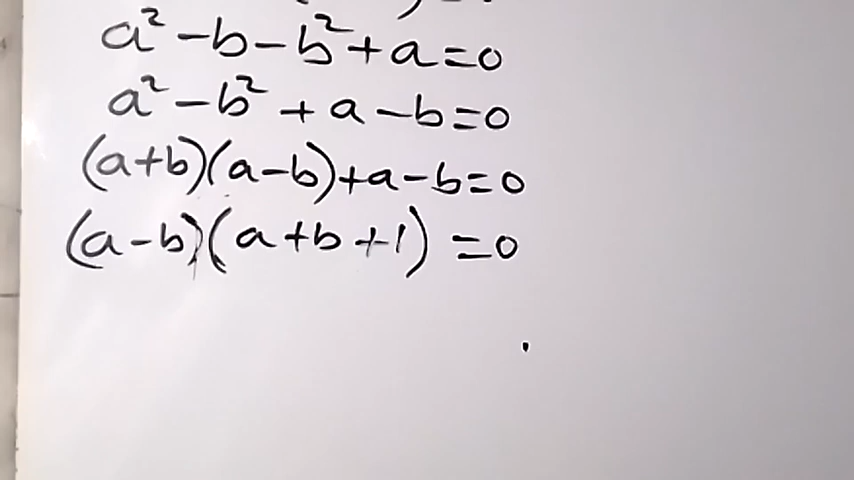 a² - b - b² + a = 0
a² - b² + a - b = 0
(a+b)(a-b)+a-b=0
(a-b)(a+b+1) = 0